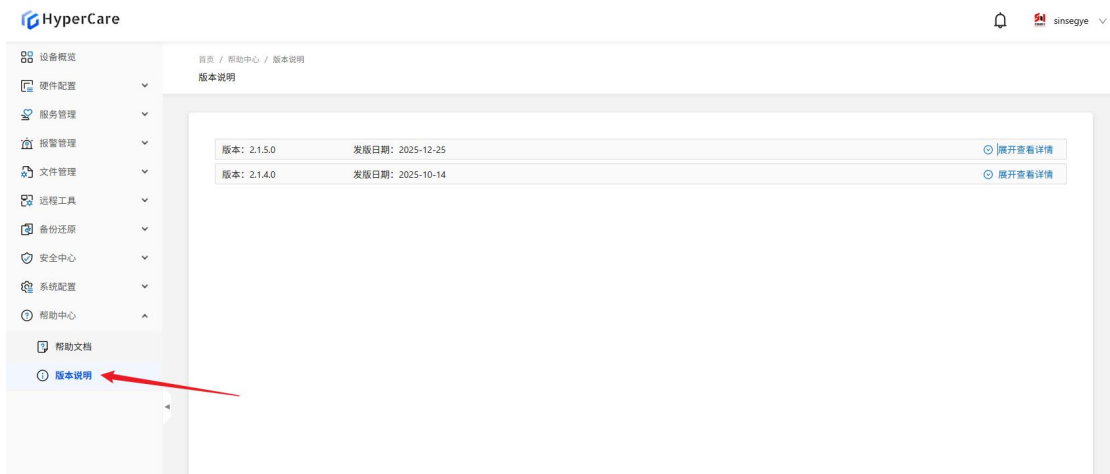 HyperCare
sinsegye
设备概览
硬件配置
服务管理
报警管理
文件管理
远程工具
备份还原
安全中心
系统配置
帮助中心
帮助文档
版本说明
首页 / 帮助中心 / 版本说明
版本说明
版本：2.1.5.0 发版日期：2025-12-25 展开查看详情
版本：2.1.4.0 发版日期：2025-10-14 展开查看详情